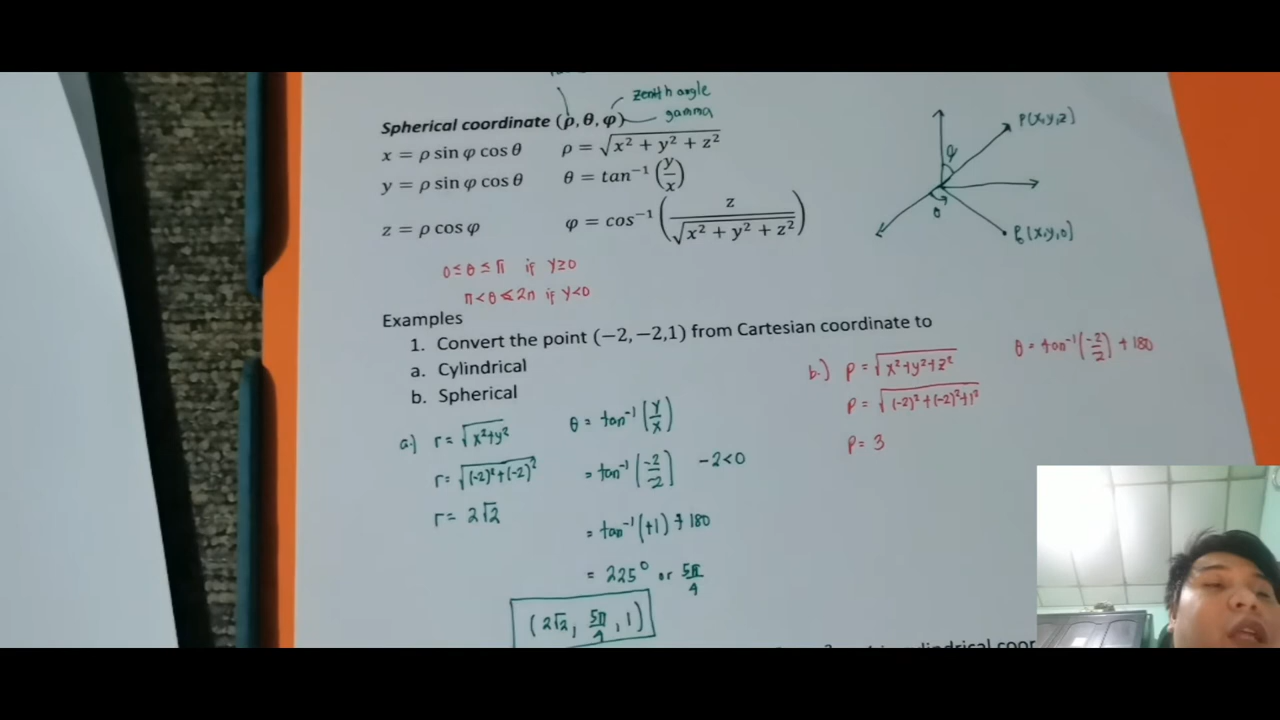 zenith angle
Spherical coordinate (ρ, θ, φ) gamma
x = ρ sin φ cos θ ρ = √x² + y² + z²
y = ρ sin φ cos θ θ = tan⁻¹ (y/x)
z = ρ cos φ φ = cos⁻¹ (z/√x² + y² + z²)
φ
P(x,y,z)
θ
(x,y,0)
0 ≤ θ ≤ π if y≥0
π < θ ≤ 2π if y<0
Examples
1. Convert the point (−2, −2,1) from Cartesian coordinate to
a. Cylindrical
b. Spherical
a.) r = √x²+y²
r = √(-2)²+(-2)²
r = 2√2
θ = tan⁻¹ (y/x)
= tan⁻¹ (-2/-2) -2<0
= tan⁻¹ (+1) + 180
= 225° or 5π/4
(2√2, 5π/4, 1)
b.) ρ = √x²+y²+z²
ρ = √(-2)²+(-2)²+1²
ρ = 3
θ = tan⁻¹ (-2/-2) + 180